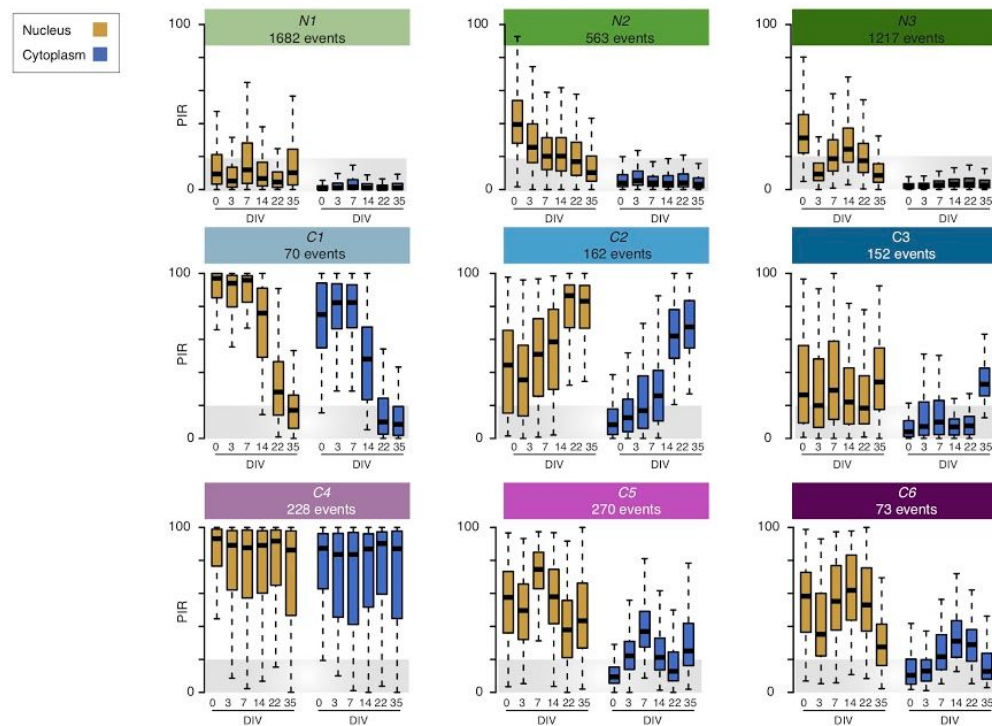 Nucleus
Cytoplasm
N1
1682 events
N2
563 events
N3
1217 events
100
PIR
0
0 3 7 14 22 35
DIV
0 3 7 14 22 35
DIV
100
0
0 3 7 14 22 35
DIV
0 3 7 14 22 35
DIV
100
0
0 3 7 14 22 35
DIV
0 3 7 14 22 35
DIV
C1
70 events
C2
162 events
C3
152 events
100
PIR
0
0 3 7 14 22 35
DIV
0 3 7 14 22 35
DIV
100
0
0 3 7 14 22 35
DIV
0 3 7 14 22 35
DIV
100
0
0 3 7 14 22 35
DIV
0 3 7 14 22 35
DIV
C4
228 events
C5
270 events
C6
73 events
100
PIR
0
0 3 7 14 22 35
DIV
0 3 7 14 22 35
DIV
100
0
0 3 7 14 22 35
DIV
0 3 7 14 22 35
DIV
100
0
0 3 7 14 22 35
DIV
0 3 7 14 22 35
DIV